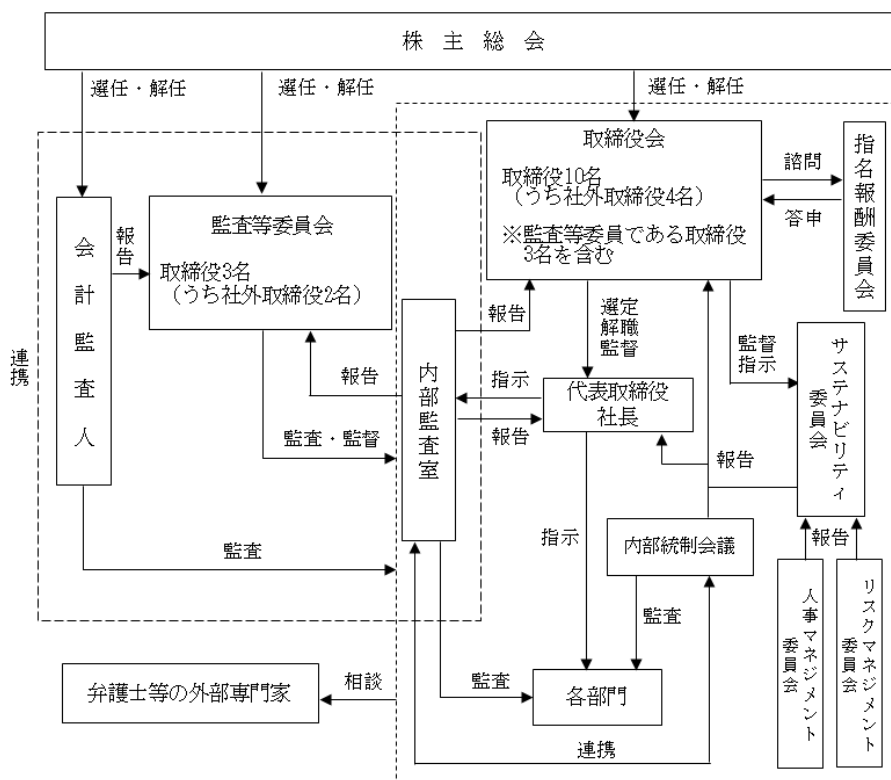 株主総会
選任・解任
選任・解任
選任・解任
取締役会
取締役10名
（うち社外取締役4名）
※監査等委員である取締役
3名を含む
諮問
答申
指名報酬委員会
会計監査人
報告
監査等委員会
取締役3名
（うち社外取締役2名）
連携
内部監査室
報告
選定
解職
監督
監督
指示
サステナビリティ
委員会
報告
指示
代表取締役
社長
報告
監査・監督
報告
監査
指示
内部統制会議
報告
人事マネジメント
委員会
リスクマネジメント
委員会
監査
弁護士等の外部専門家
相談
監査
各部門
連携